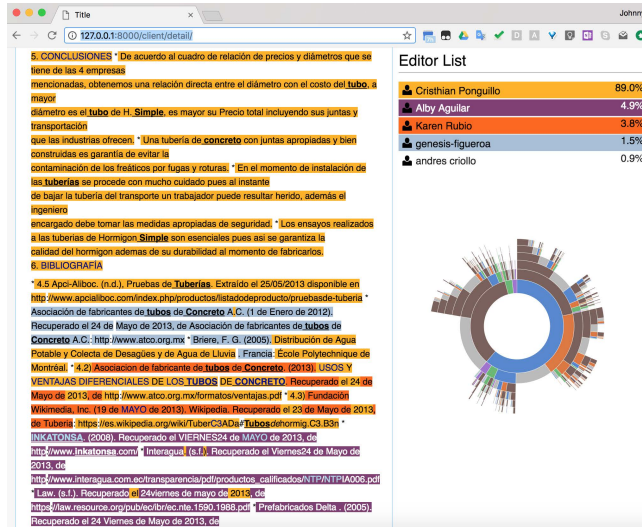 Title
Johnny
127.0.0.1:8000/client/detail/
5. CONCLUSIONES * De acuerdo al cuadro de relación de precios y diámetros que se
tiene de las 4 empresas
mencionadas, obtenemos una relación directa entre el diámetro con el costo del tubo, a
mayor
diámetro es el tubo de H. Simple, es mayor su Precio total incluyendo sus juntas y
transportación
que las industrias ofrecen. * Una tubería de concreto con juntas apropiadas y bien
construidas es garantía de evitar la
contaminación de los freáticos por fugas y roturas. * En el momento de instalación de
las tuberías se procede con mucho cuidado pues al instante
de bajar la tubería del transporte un trabajador puede resultar herido, además el
ingeniero
encargado debe tomar las medidas apropiadas de seguridad. * Los ensayos realizados
a las tuberias de Hormigon Simple son esenciales pues asi se garantiza la
calidad del hormigon ademas de su durabilidad al momento de fabricarlos.
6. BIBLIOGRAFÍA
* 4.5 Apci-Aliboc. (n.d.), Pruebas de Tuberías. Extraído el 25/05/2013 disponible en
http://www.apcialiboc.com/index.php/productos/listadodeproducto/pruebasde-tuberia *
Asociación de fabricantes de tubos de Concreto A.C. (1 de Enero de 2012).
Recuperado el 24 de Mayo de 2013, de Asociación de fabricantes de tubos de
Concreto A.C.: http://www.atco.org.mx * Briere, F. G. (2005). Distribución de Agua
Potable y Colecta de Desagües y de Agua de Lluvia . Francia: École Polytechnique de
Montréal. * 4.2) Asociacion de fabricante de tubos de Concreto. (2013). USOS Y
VENTAJAS DIFERENCIALES DE LOS TUBOS DE CONCRETO. Recuperado el 24 de
Mayo de 2013, de http://www.atco.org.mx/formatos/ventajas.pdf * 4.3) Fundación
Wikimedia, Inc. (19 de MAYO de 2013). Wikipedia. Recuperado el 23 de Mayo de 2013,
de Tuberia: https://es.wikipedia.org/wiki/TuberC3ADa#Tubosdehormig.C3.B3n *
INKATONSA. (2008). Recuperado el VIERNES24 de MAYO de 2013, de
http://www.inkatonsa.com/ * Interagua. (s.f.). Recuperado el Viernes24 de Mayo de
2013, de
http://www.interagua.com.ec/transparencia/pdf/productos_calificados/NTP/NTPIA006.pdf
* Law. (s.f.). Recuperado el 24viernes de mayo de 2013, de
https://law.resource.org/pub/ec/ibr/ec.nte.1590.1988.pdf * Prefabricados Delta . (2005).
Recuperado el 24 Viernes de Mayo de 2013, de
Editor List
Cristhian Ponguillo 89.0%
Alby Aguilar 4.9%
Karen Rubio 3.8%
genesis-figueroa 1.5%
andres criollo 0.9%